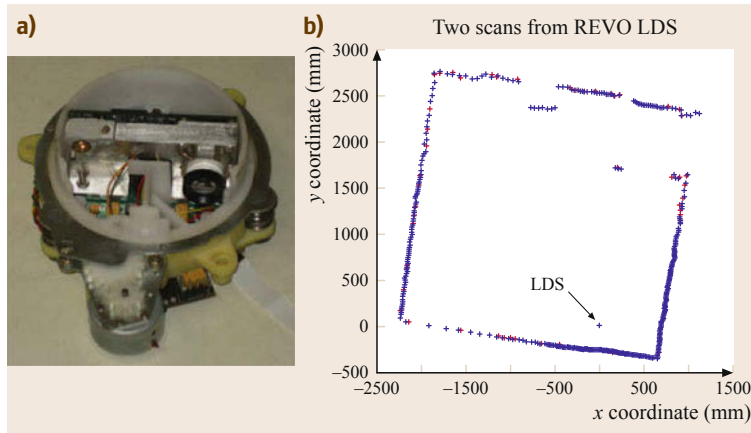 a)
b)
Two scans from REVO LDS
y coordinate (mm)
3000
2500
2000
1500
1000
500
0
−500
LDS
−2500
−1500
−500
500
1500
x coordinate (mm)